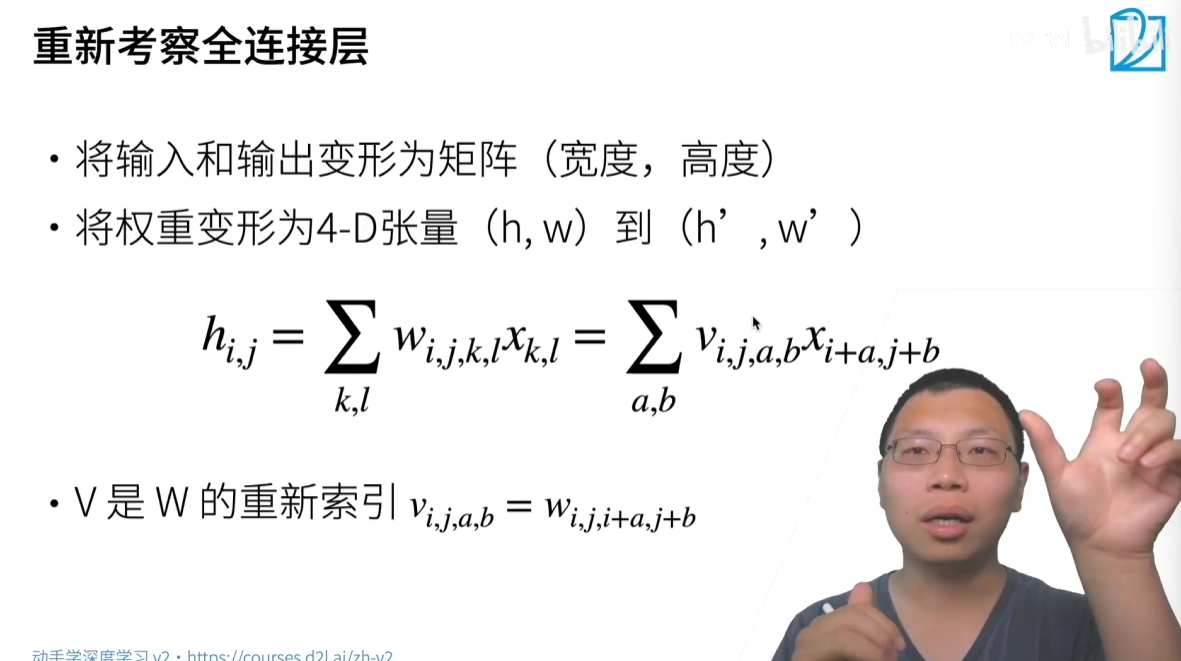 重新考察全连接层
• 将输入和输出变形为矩阵（宽度，高度）
• 将权重变形为4-D张量（h, w）到（h’, w’）
h_{i,j} = ∑_{k,l} w_{i,j,k,l} x_{k,l} = ∑_{a,b} v_{i,j,a,b} x_{i+a,j+b}
• V 是 W 的重新索引 v_{i,j,a,b} = w_{i,j,i+a,j+b}
动手学深度学习 v2 • https://courses.d2l.ai/zh-v2